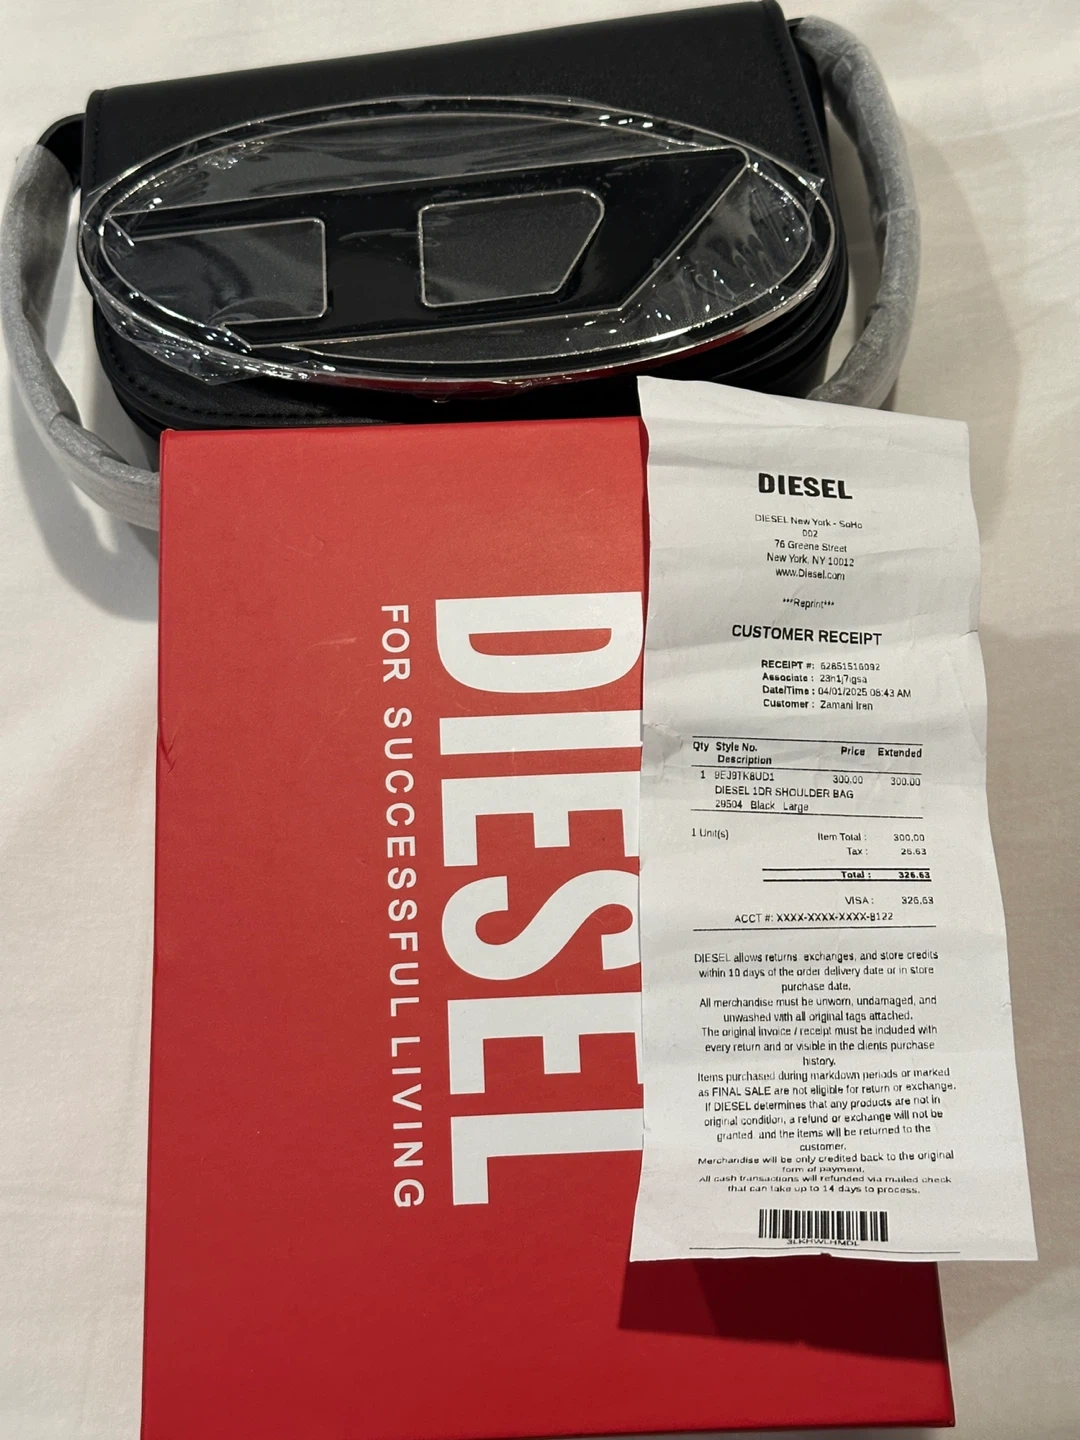 DIESEL
FOR SUCCESSFUL LIVING
DIESEL
DIESEL New York - SoHo
002
76 Greene Street
New York, NY 10012
www.Diesel.com
***Reprint***
CUSTOMER RECEIPT
RECEIPT #: 62851516092
Associate : 23h1j7igsa
Date/Time : 04/01/2025 08:43 AM
Customer : Zamani Iren
Qty Style No. Price Extended
Description
1 9EJ9TK8UD1 300.00 300.00
DIESEL 1DR SHOULDER BAG
29504 Black Large
1 Unit(s) Item Total : 300.00
Tax : 26.63
Total : 326.63
VISA : 326.63
ACCT #: XXXX-XXXX-XXXX-8122
DIESEL allows returns, exchanges, and store credits
within 10 days of the order delivery date or in store
purchase date.
All merchandise must be unworn, undamaged, and
unwashed with all original tags attached.
The original invoice / receipt must be included with
every return and or visible in the clients purchase
history.
Items purchased during markdown periods or marked
as FINAL SALE are not eligible for return or exchange.
If DIESEL determines that any products are not in
original condition, a refund or exchange will not be
granted, and the items will be returned to the
customer.
Merchandise will be only credited back to the original
form of payment.
All cash transactions will refunded via mailed check
that can take up to 14 days to process.
3LKHWLHMDL